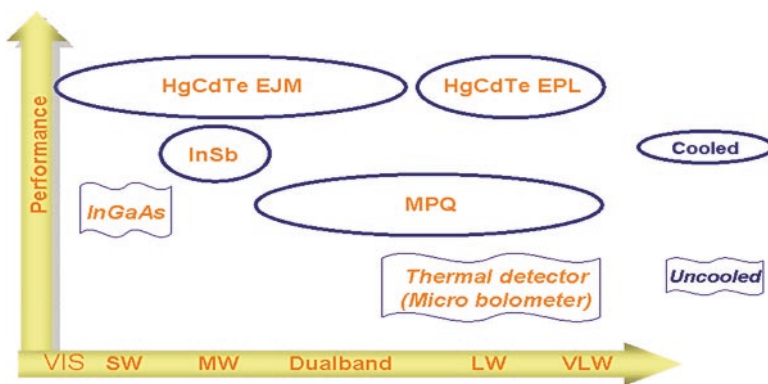 Performance
HgCdTe EJM
HgCdTe EPL
InSb
Cooled
InGaAs
MPQ
Thermal detector
(Micro bolometer)
Uncooled
VIS SW MW Dualband LW VLW